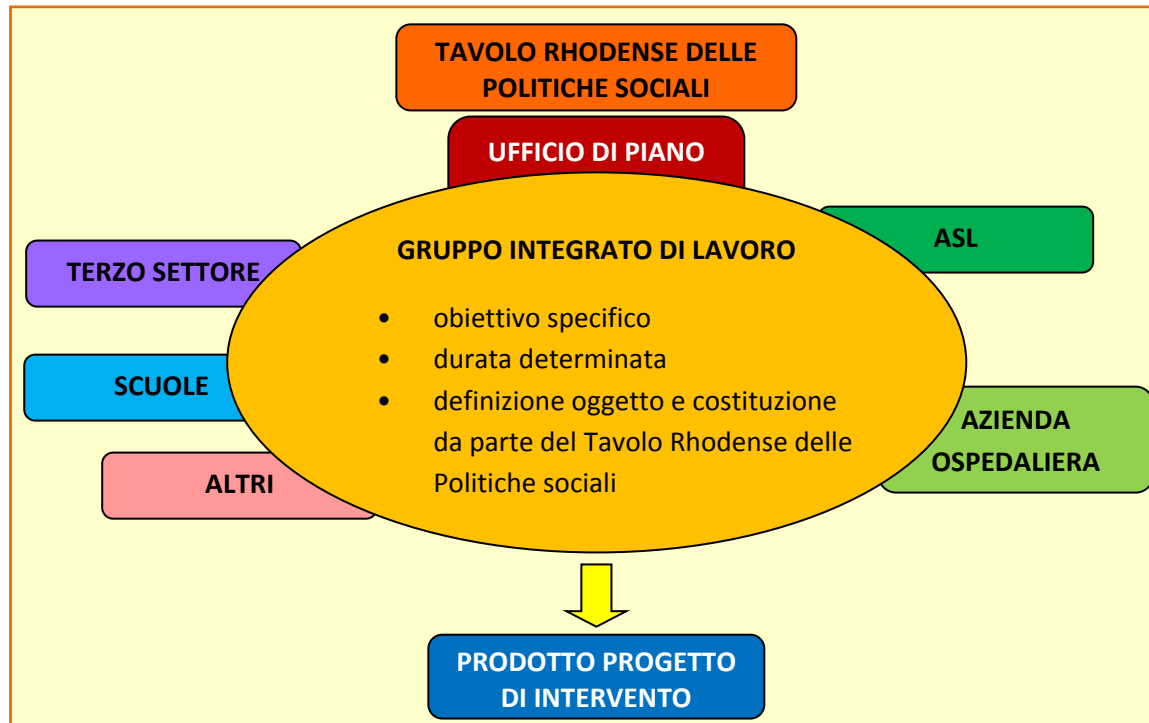 TAVOLO RHODENSE DELLE
POLITICHE SOCIALI
UFFICIO DI PIANO
ASL
GRUPPO INTEGRATO DI LAVORO
TERZO SETTORE
• obiettivo specifico
• durata determinata
• definizione oggetto e costituzione
da parte del Tavolo Rhodense delle
Politiche sociali
SCUOLE
ALTRI
AZIENDA
OSPEDALIERA
PRODOTTO PROGETTO
DI INTERVENTO